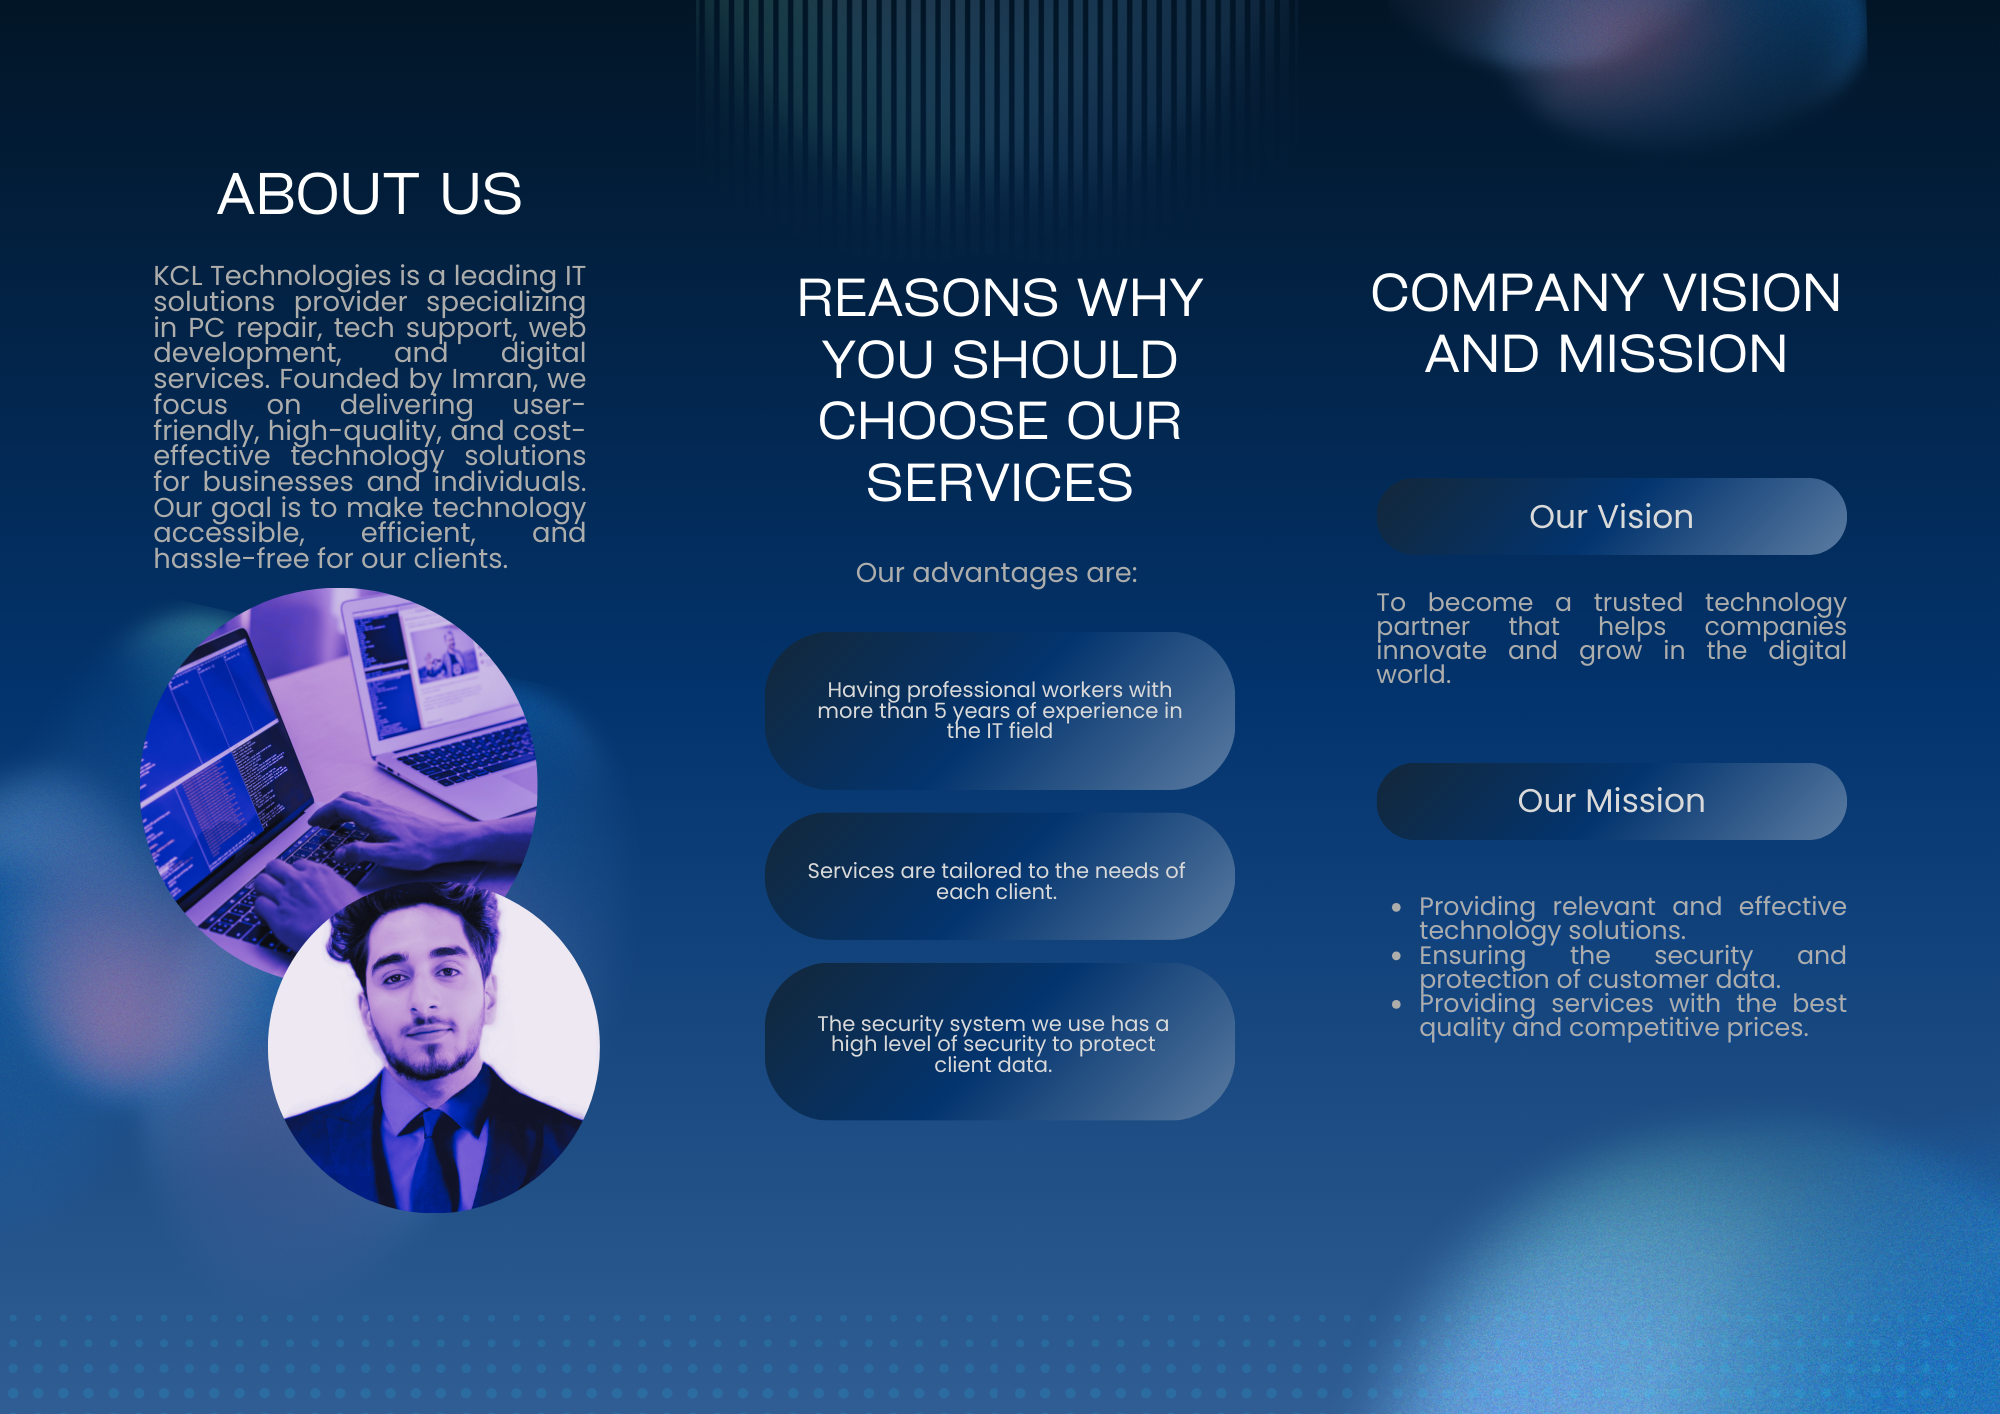 ABOUT US
KCL Technologies is a leading IT
solutions provider specializing
in PC repair, tech support, web
development, and digital
services. Founded by Imran, we
focus on delivering user-
friendly, high-quality, and cost-
effective technology solutions
for businesses and individuals.
Our goal is to make technology
accessible, efficient, and
hassle-free for our clients.
REASONS WHY
YOU SHOULD
CHOOSE OUR
SERVICES
Our advantages are:
Having professional workers with
more than 5 years of experience in
the IT field
Services are tailored to the needs of
each client.
The security system we use has a
high level of security to protect
client data.
COMPANY VISION
AND MISSION
Our Vision
To become a trusted technology
partner that helps companies
innovate and grow in the digital
world.
Our Mission
• Providing relevant and effective
technology solutions.
• Ensuring the security and
protection of customer data.
• Providing services with the best
quality and competitive prices.